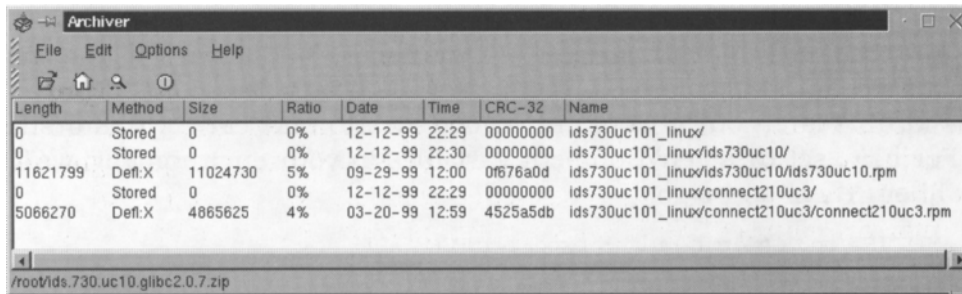 Archiver
File Edit Options Help
Length Method Size Ratio Date Time CRC-32 Name
0 Stored 0 0% 12-12-99 22:29 00000000 ids730uc101_linux/
0 Stored 0 0% 12-12-99 22:30 00000000 ids730uc101_linux/ids730uc10/
11621799 Defl:X 11024730 5% 09-29-99 12:00 0f676a0d ids730uc101_linux/ids730uc10/ids730uc10.rpm
0 Stored 0 0% 12-12-99 22:29 00000000 ids730uc101_linux/connect210uc3/
5066270 Defl:X 4865625 4% 03-20-99 12:59 4525a5db ids730uc101_linux/connect210uc3/connect210uc3.rpm
/root/ids.730.uc10.glibc2.0.7.zip